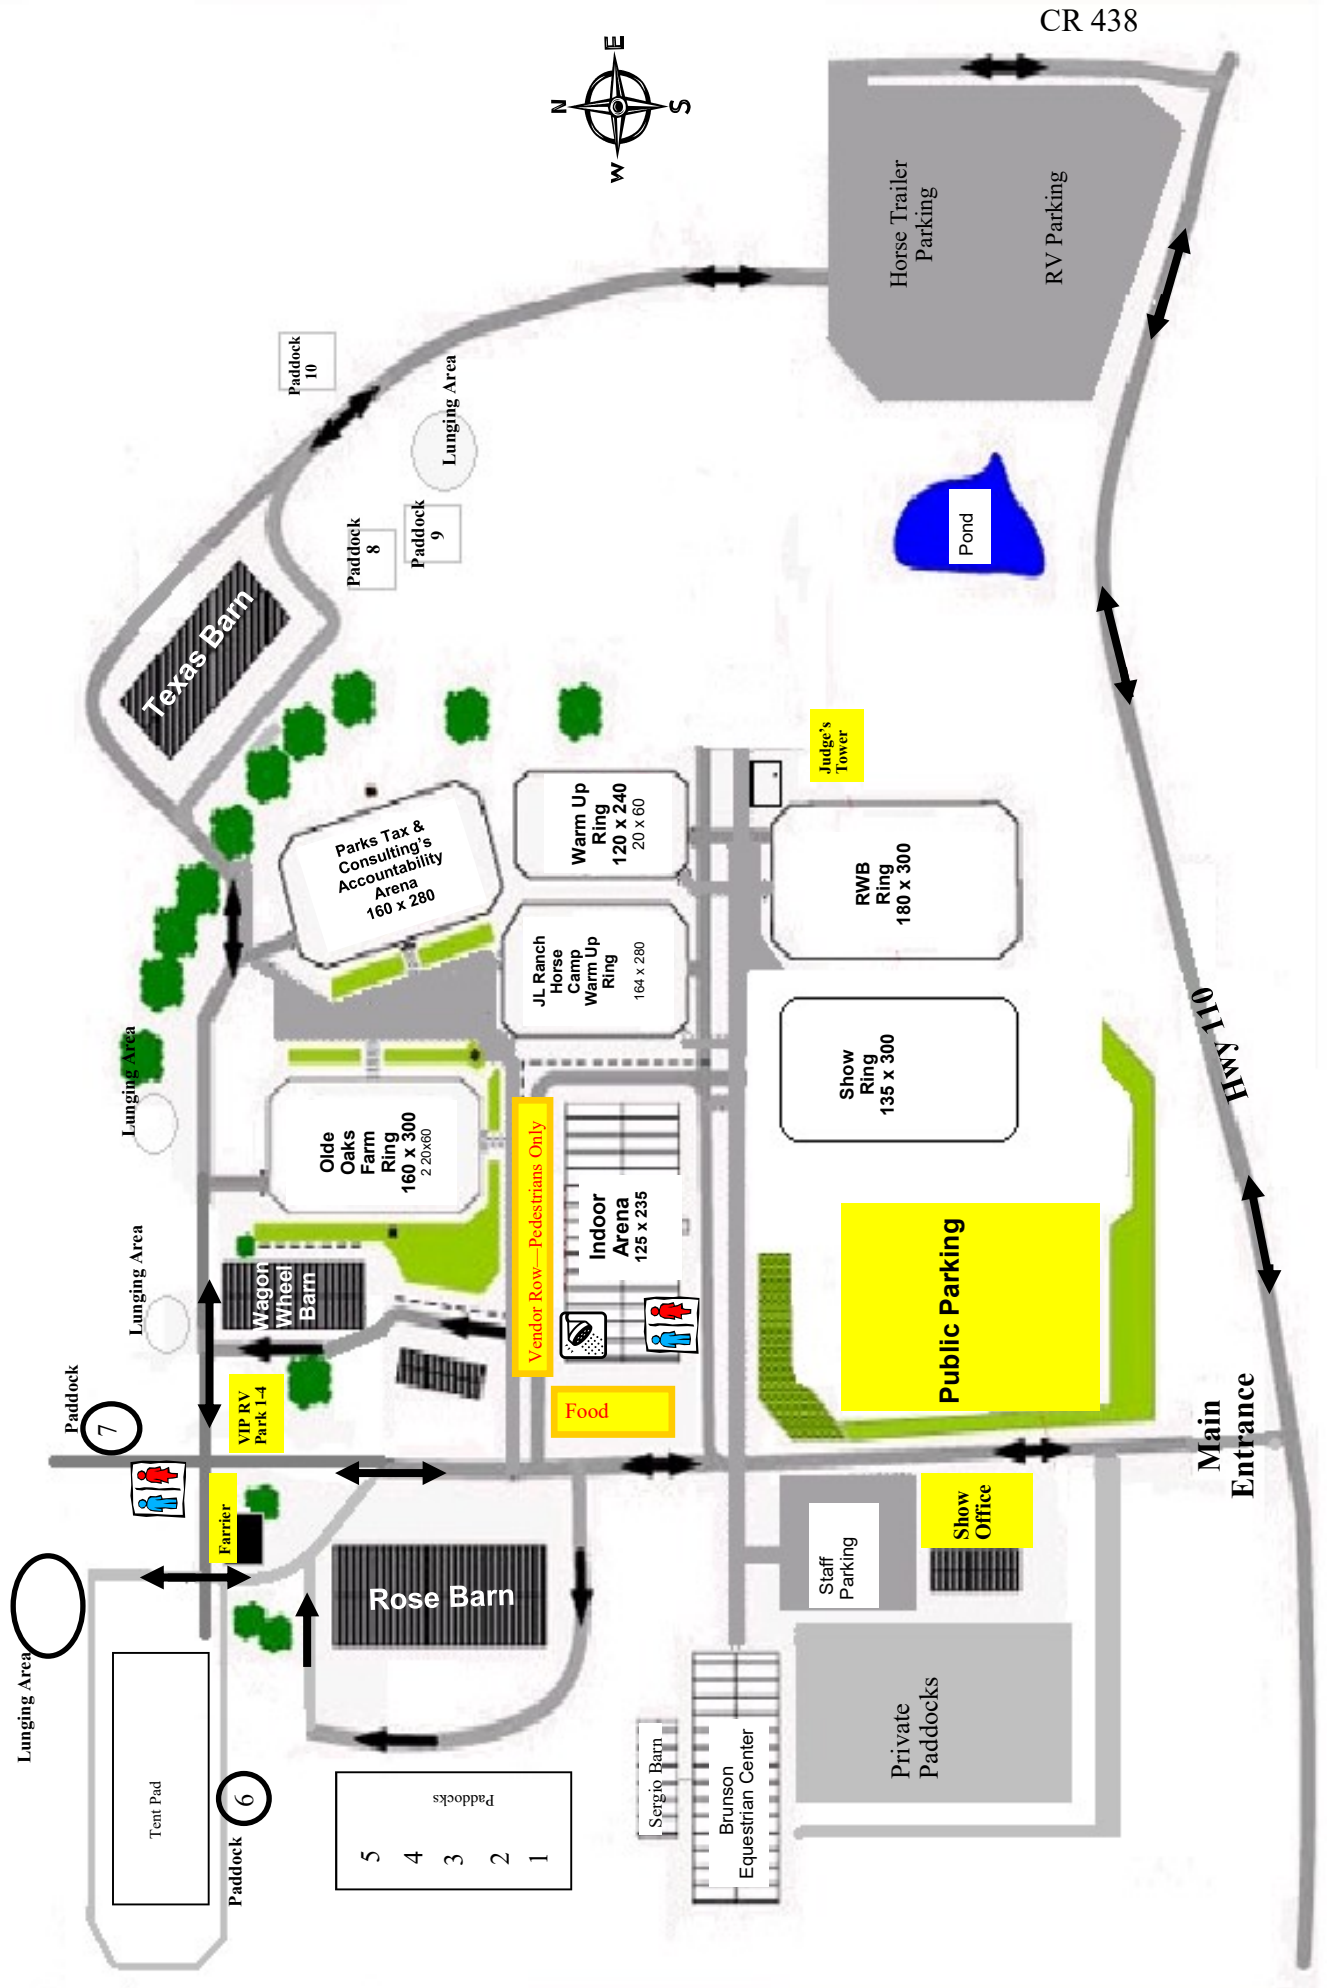 CR 438
E
N
S
W
Horse Trailer
Parking
RV Parking
Paddock
10
Lunging Area
Paddock
8
Paddock
9
Pond
Texas Barn
Judge's
Tower
Parks Tax &
Consulting's
Accountability
Arena
160 x 280
Warm Up
Ring
120 x 240
20 x 60
RWB
Ring
180 x 300
JL Ranch
Horse
Camp
Warm Up
Ring
164 x 280
Show
Ring
135 x 300
Hwy 110
Lunging Area
Olde
Oaks
Farm
Ring
160 x 300
2 20x60
Vendor Row—Pedestrians Only
Indoor
Arena
125 x 235
Public Parking
Lunging Area
Wagon
Wheel
Barn
Paddock
7
VIP RV
Park 1-4
Food
Main
Entrance
Farrier
Show
Office
Staff
Parking
Rose Barn
Lunging Area
Tent Pad
Paddock
6
Paddocks
5
4
3
2
1
Sergio Barn
Brunson
Equestrian Center
Private
Paddocks